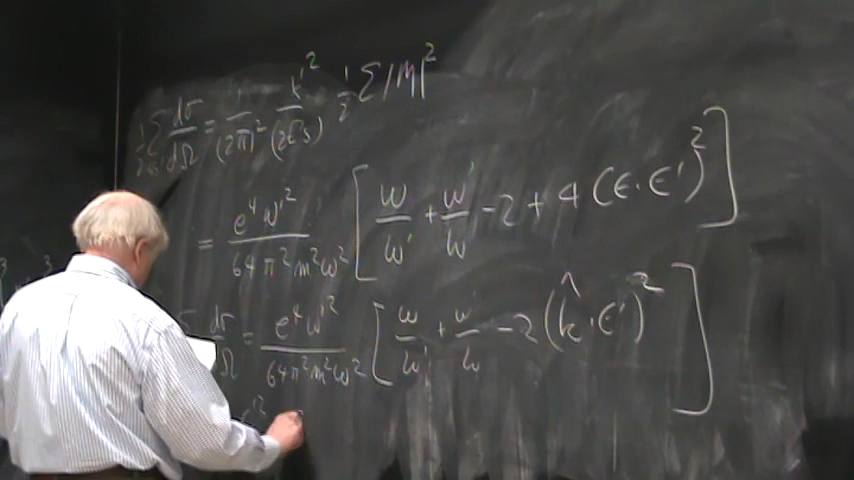 dσ/dΩ = 1/(2π)² k'²/(2ε's) 1/2 Σ|M|²
= e⁴ω'²/64π²m²ω² [ω/ω' + ω'/ω - 2 + 4(ϵ·ϵ')²]
dσ/dΩ = e⁴ω'²/64π²m²ω² [ω/ω' + ω'/ω - 2(k̂·ϵ')²]